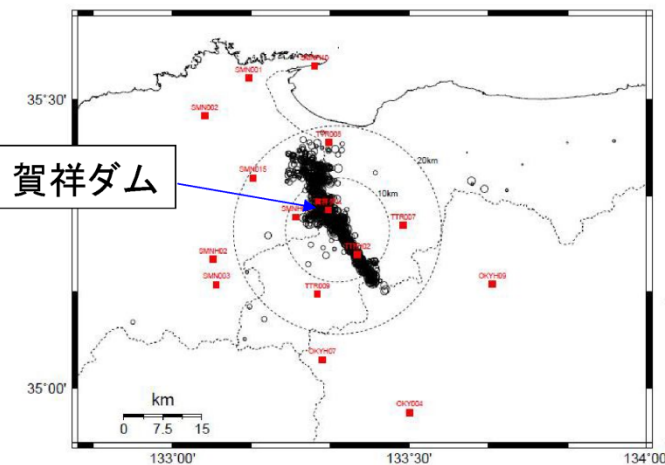 SMN001
35°30'
SMN002
TTR008
20km
賀祥ダム
SMN015
10km
TTR007
SMNH02
SMN003
TTR009
OKYH09
OKYH07
35°00'
OKY004
km
0 7.5 15
133°00' 133°30' 134°00'